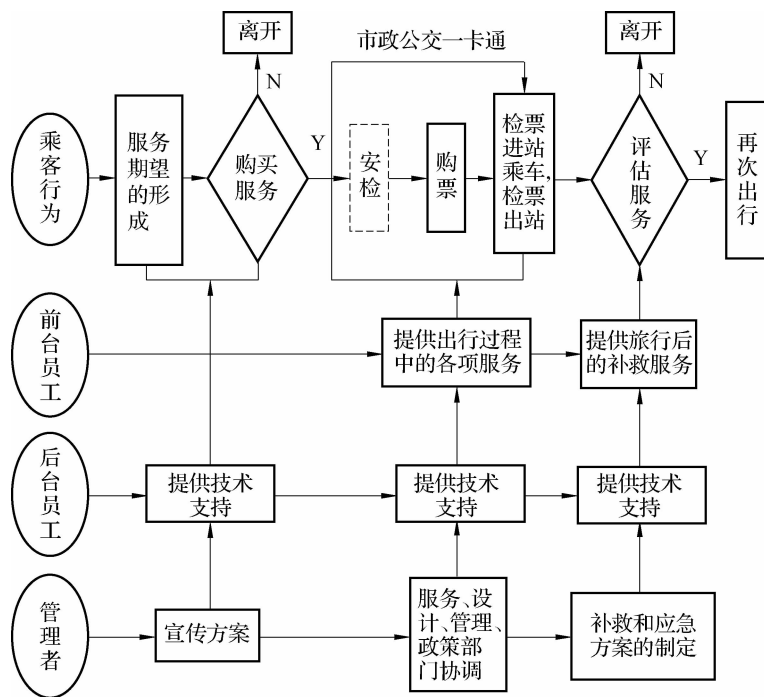 离开
市政公交一卡通
离开
N
N
乘客行为
服务
期望
的形
成
购买
服务
Y
安检
购票
检票
进站
乘车,
检票
出站
评估服务
Y
再次出行
前台员工
提供出行过程
中的各项服务
提供旅行后
的补救服务
后台员工
提供技术
支持
提供技术
支持
提供技术
支持
管理者
宣传方案
服务、设
计、管理、
政策部
门协调
补救和应急
方案的制定